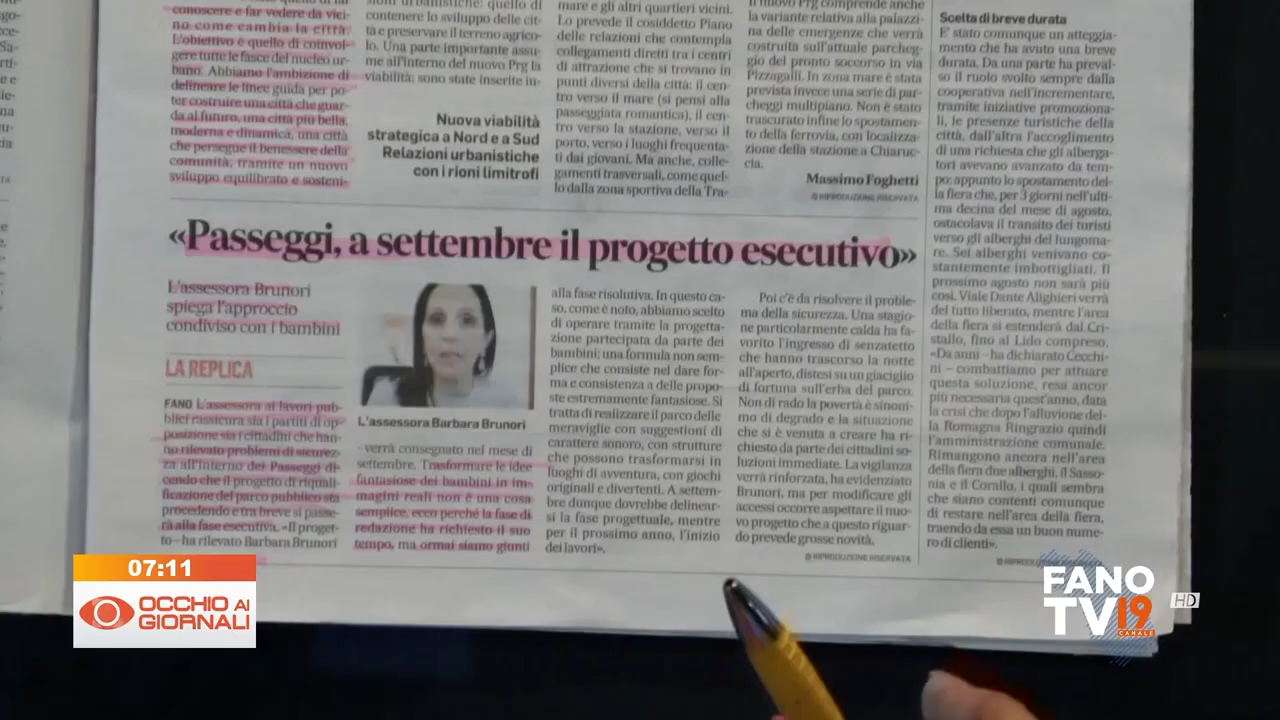 conoscere e far vedere da vici-
no come cambia la città.
L'obiettivo è quello di coinvol-
gere tutte le fasce del nucleo ur-
bano. Abbiamo l'ambizione di
delineare le linee guida per po-
ter costruire una città che guar-
da al futuro, una città più bella,
moderna e dinamica, una città
che persegue il benessere della
comunità, tramite un nuovo
sviluppo equilibrato e sosteni-
contenere lo sviluppo delle cit-
tà e preservare il terreno agrico-
lo. Una parte importante assu-
me all'interno del nuovo Prg la
viabilità: sono state inserite in-
Nuova viabilità
strategica a Nord e a Sud
Relazioni urbanistiche
con i rioni limitrofi
mare e gli altri quartieri vicini.
Lo prevede il cosiddetto Piano
delle relazioni che contempla
collegamenti diretti tra i centri
di attrazione che si trovano in
punti diversi della città: il cen-
tro verso il mare (si pensi alla
passeggiata romantica), il cen-
tro verso la stazione, verso il
porto, verso i luoghi frequenta-
ti dai giovani. Ma anche, colle-
gamenti trasversali, come quel-
lo dalla zona sportiva della Tra-
il nuovo Prg comprende anche
la variante relativa alla palazzi-
na delle emergenze che verrà
costruita sull'attuale parcheg-
gio del pronto soccorso in via
Pizzagalli. In zona mare è stata
prevista invece una serie di par-
cheggi multipiano. Non è stato
trascurato infine lo spostamen-
to della ferrovia, con localizza-
zione della stazione a Chiaruc-
cia.
Massimo Foghetti
© RIPRODUZIONE RISERVATA
Scelta di breve durata
E' stato comunque un atteggia-
mento che ha avuto una breve
durata. Da una parte ha preval-
so il ruolo svolto sempre dalla
cooperativa nell'incrementare,
tramite iniziative promoziona-
li, le presenze turistiche della
città, dall'altra l'accoglimento
di una richiesta che gli alberga-
tori avevano avanzato da tem-
po: appunto lo spostamento del-
la fiera che, per 3 giorni nell'ulti-
ma decina del mese di agosto,
ostacolava il transito dei turisti
verso gli alberghi del lungoma-
re. Sei alberghi venivano co-
stantemente imbottigliati. Il
prossimo agosto non sarà più
così. Viale Dante Alighieri verrà
del tutto liberato, mentre l'area
della fiera si estenderà dal Cri-
stallo, fino al Lido compreso.
«Da anni – ha dichiarato Cecchi-
ni – combattiamo per attuare
questa soluzione, resa ancor
più necessaria quest'anno, data
la crisi che dopo l'alluvione del-
la Romagna Ringrazio quindi
l'amministrazione comunale.
Rimangono ancora nell'area
della fiera due alberghi, il Sasso-
nia e il Corallo, i quali sembra
che siano contenti comunque
di restare nell'area della fiera,
traendo da essa un buon nume-
ro di clienti».
«Passeggi, a settembre il progetto esecutivo»
L'assessora Brunori
spiega l'approccio
condiviso con i bambini
LA REPLICA
FANO L'assessora ai lavori pub-
blici rassicura sia i partiti di op-
posizione sia i cittadini che han-
no rilevato problemi di sicurez-
za all'interno dei Passeggi di-
cendo che il progetto di riquali-
ficazione del parco pubblico sta
procedendo e tra breve si passe-
rà alla fase esecutiva. «Il proget-
to – ha rilevato Barbara Brunori
L'assessora Barbara Brunori
- verrà consegnato nel mese di
settembre. Trasformare le idee
fantasiose dei bambini in im-
magini reali non è una cosa
semplice, ecco perché la fase di
redazione ha richiesto il suo
tempo, ma ormai siamo giunti
alla fase risolutiva. In questo ca-
so, come è noto, abbiamo scelto
di operare tramite la progetta-
zione partecipata da parte dei
bambini; una formula non sem-
plice che consiste nel dare for-
ma e consistenza a delle propo-
ste estremamente fantasiose. Si
tratta di realizzare il parco delle
meraviglie con suggestioni di
carattere sonoro, con strutture
che possono trasformarsi in
luoghi di avventura, con giochi
originali e divertenti. A settem-
bre dunque dovrebbe delinear-
si la fase progettuale, mentre
per il prossimo anno, l'inizio
dei lavori».
Poi c'è da risolvere il proble-
ma della sicurezza. Una stagio-
ne particolarmente calda ha fa-
vorito l'ingresso di senzatetto
che hanno trascorso la notte
all'aperto, distesi su un giaciglio
di fortuna sull'erba del parco.
Non di rado la povertà è sinoni-
mo di degrado e la situazione
che si è venuta a creare ha ri-
chiesto da parte dei cittadini so-
luzioni immediate. La vigilanza
verrà rinforzata, ha evidenziato
Brunori, ma per modificare gli
accessi occorre aspettare il nuo-
vo progetto che a questo riguar-
do prevede grosse novità.
© RIPRODUZIONE RISERVATA
07:11
OCCHIO AI
GIORNALI
FANO
TV 19
CANALE
HD